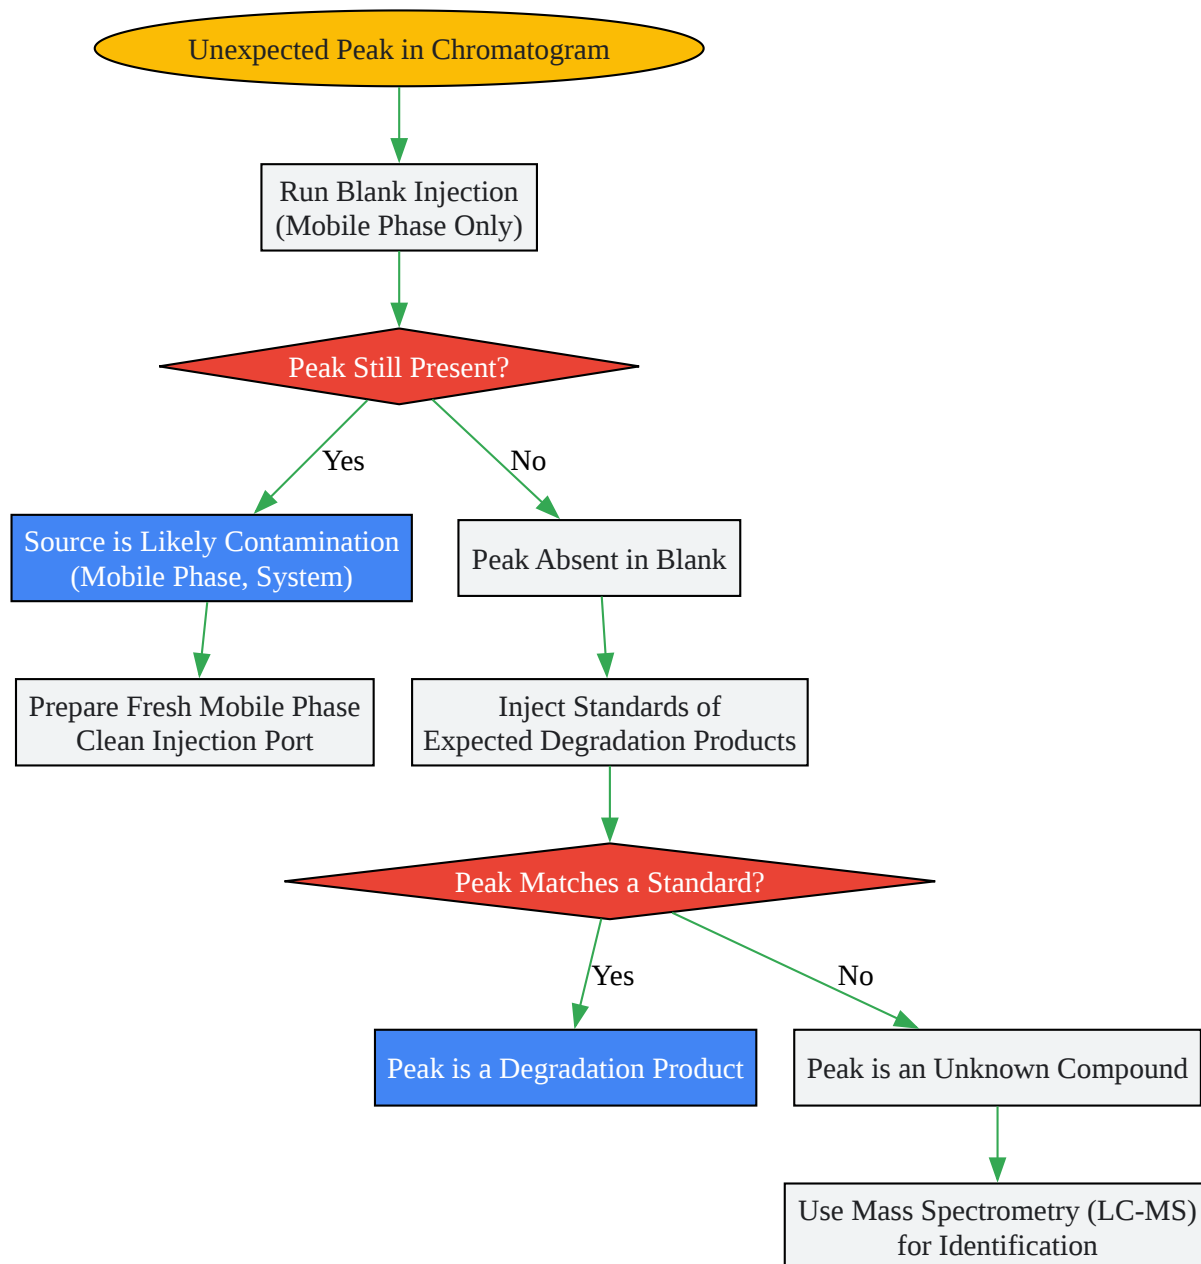 Unexpected Peak in Chromatogram
Run Blank Injection
(Mobile Phase Only)
Peak Still Present?
Yes
No
Source is Likely Contamination
(Mobile Phase, System)
Peak Absent in Blank
Prepare Fresh Mobile Phase
Clean Injection Port
Inject Standards of
Expected Degradation Products
Peak Matches a Standard?
Yes
No
Peak is a Degradation Product
Peak is an Unknown Compound
Use Mass Spectrometry (LC-MS)
for Identification